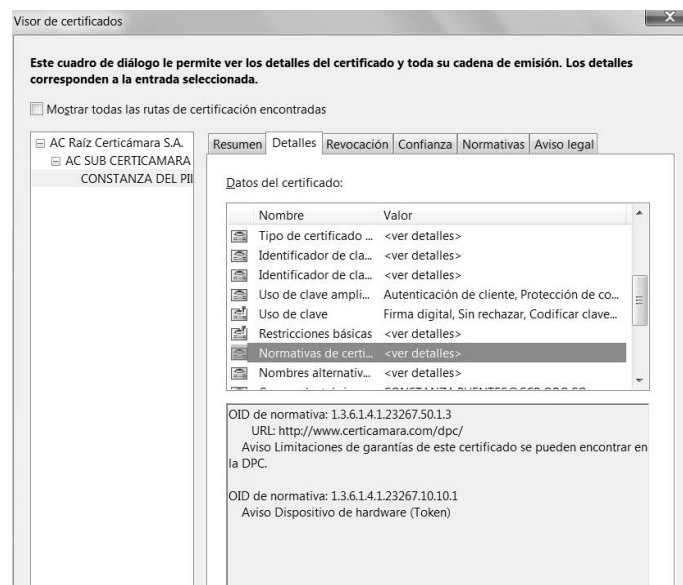 Visor de certificados
Este cuadro de diálogo le permite ver los detalles del certificado y toda su cadena de emisión. Los detalles
corresponden a la entrada seleccionada.
Mostrar todas las rutas de certificación encontradas
AC Raíz Certicámara S.A.
AC SUB CERTICAMARA
CONSTANZA DEL PII
Resumen Detalles Revocación Confianza Normativas Aviso legal
Datos del certificado:
Nombre Valor
Tipo de certificado ... <ver detalles>
Identificador de cla... <ver detalles>
Identificador de cla... <ver detalles>
Uso de clave ampli... Autenticación de cliente, Protección de co...
Uso de clave Firma digital, Sin rechazar, Codificar clave...
Restricciones básicas <ver detalles>
Normativas de certi... <ver detalles>
Nombres alternativ... <ver detalles>
OID de normativa: 1.3.6.1.4.1.23267.50.1.3
URL: http://www.certicamara.com/dpc/
Aviso Limitaciones de garantías de este certificado se pueden encontrar en
la DPC.
OID de normativa: 1.3.6.1.4.1.23267.10.10.1
Aviso Dispositivo de hardware (Token)